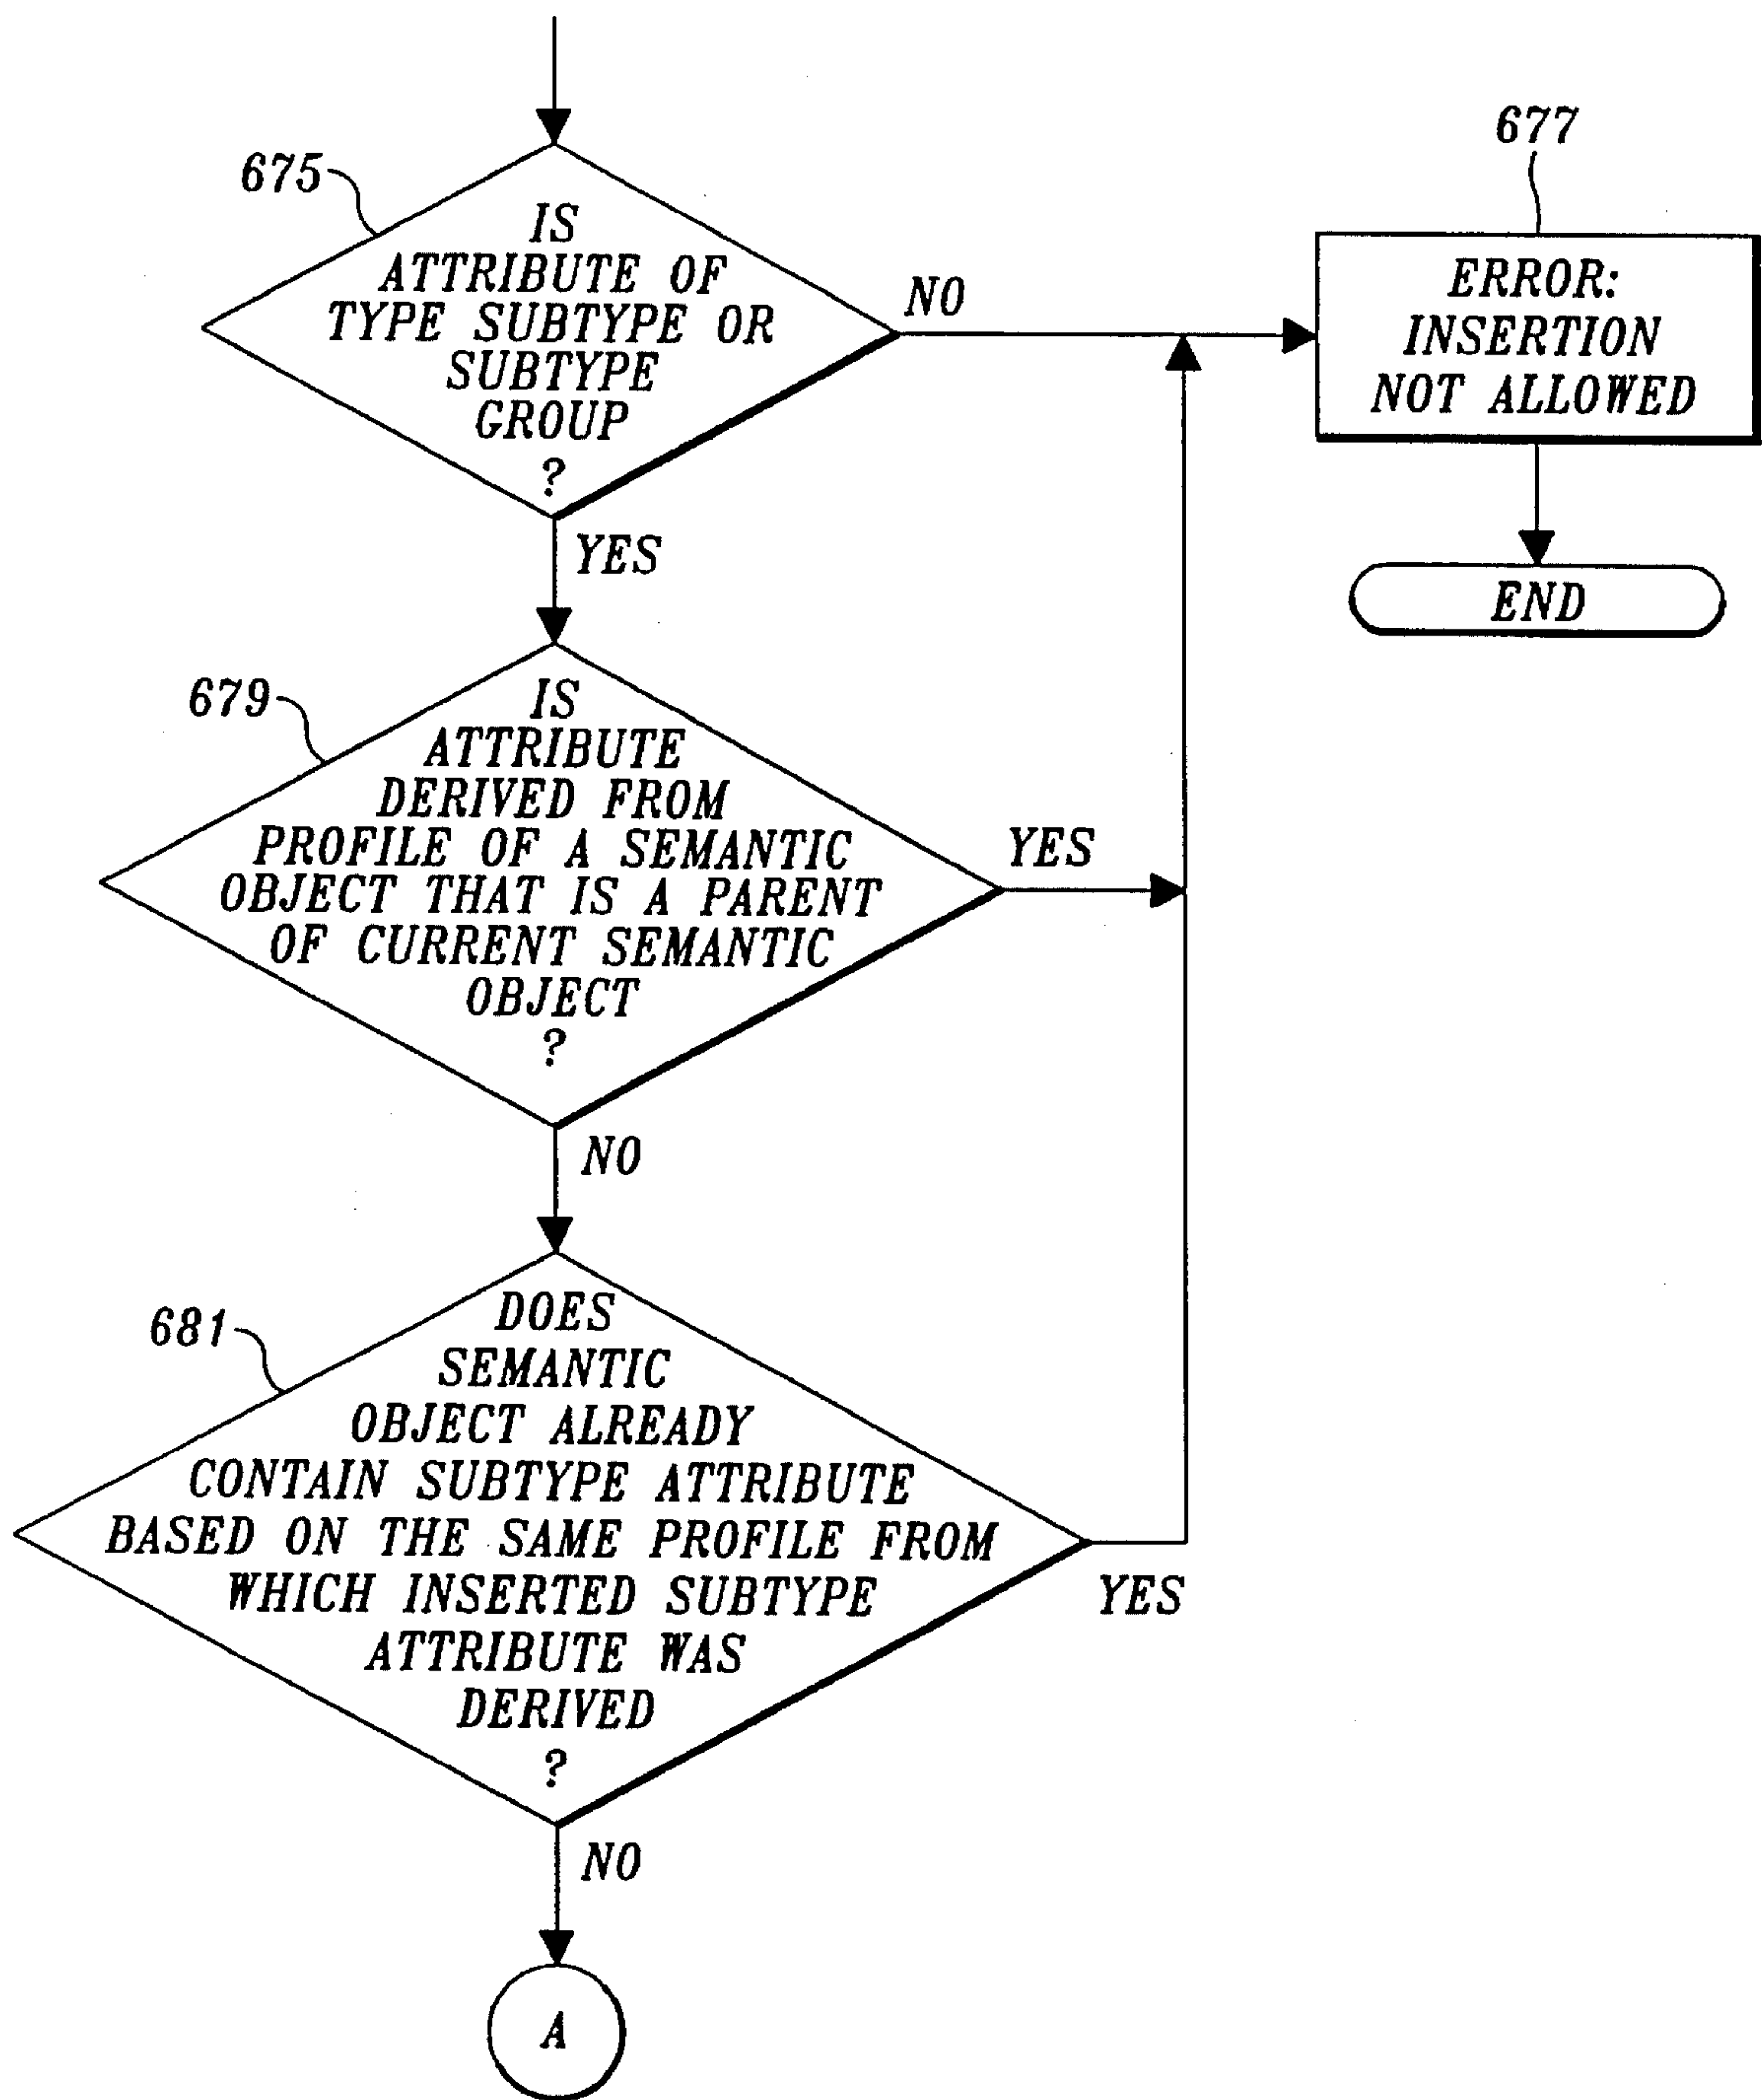 675
IS
ATTRIBUTE OF
TYPE SUBTYPE OR
SUBTYPE
GROUP
?
NO
YES
677
ERROR:
INSERTION
NOT ALLOWED
END
679
IS
ATTRIBUTE
DERIVED FROM
PROFILE OF A SEMANTIC
OBJECT THAT IS A PARENT
OF CURRENT SEMANTIC
OBJECT
?
YES
NO
681
DOES
SEMANTIC
OBJECT ALREADY
CONTAIN SUBTYPE ATTRIBUTE
BASED ON THE SAME PROFILE FROM
WHICH INSERTED SUBTYPE
ATTRIBUTE WAS
DERIVED
?
YES
NO
A